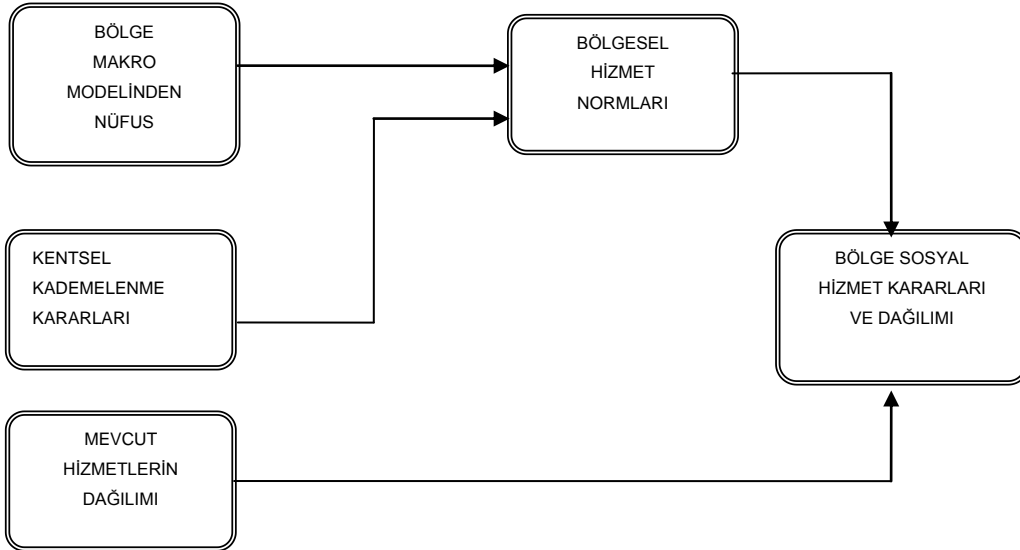 BÖLGE
MAKRO
MODELİNDEN
NÜFUS
BÖLGESEL
HİZMET
NORMLARI
KENTSEL
KADEMELENME
KARARLARI
BÖLGE SOSYAL
HİZMET KARARLARI
VE DAĞILIMI
MEVCUT
HİZMETLERİN
DAĞILIMI